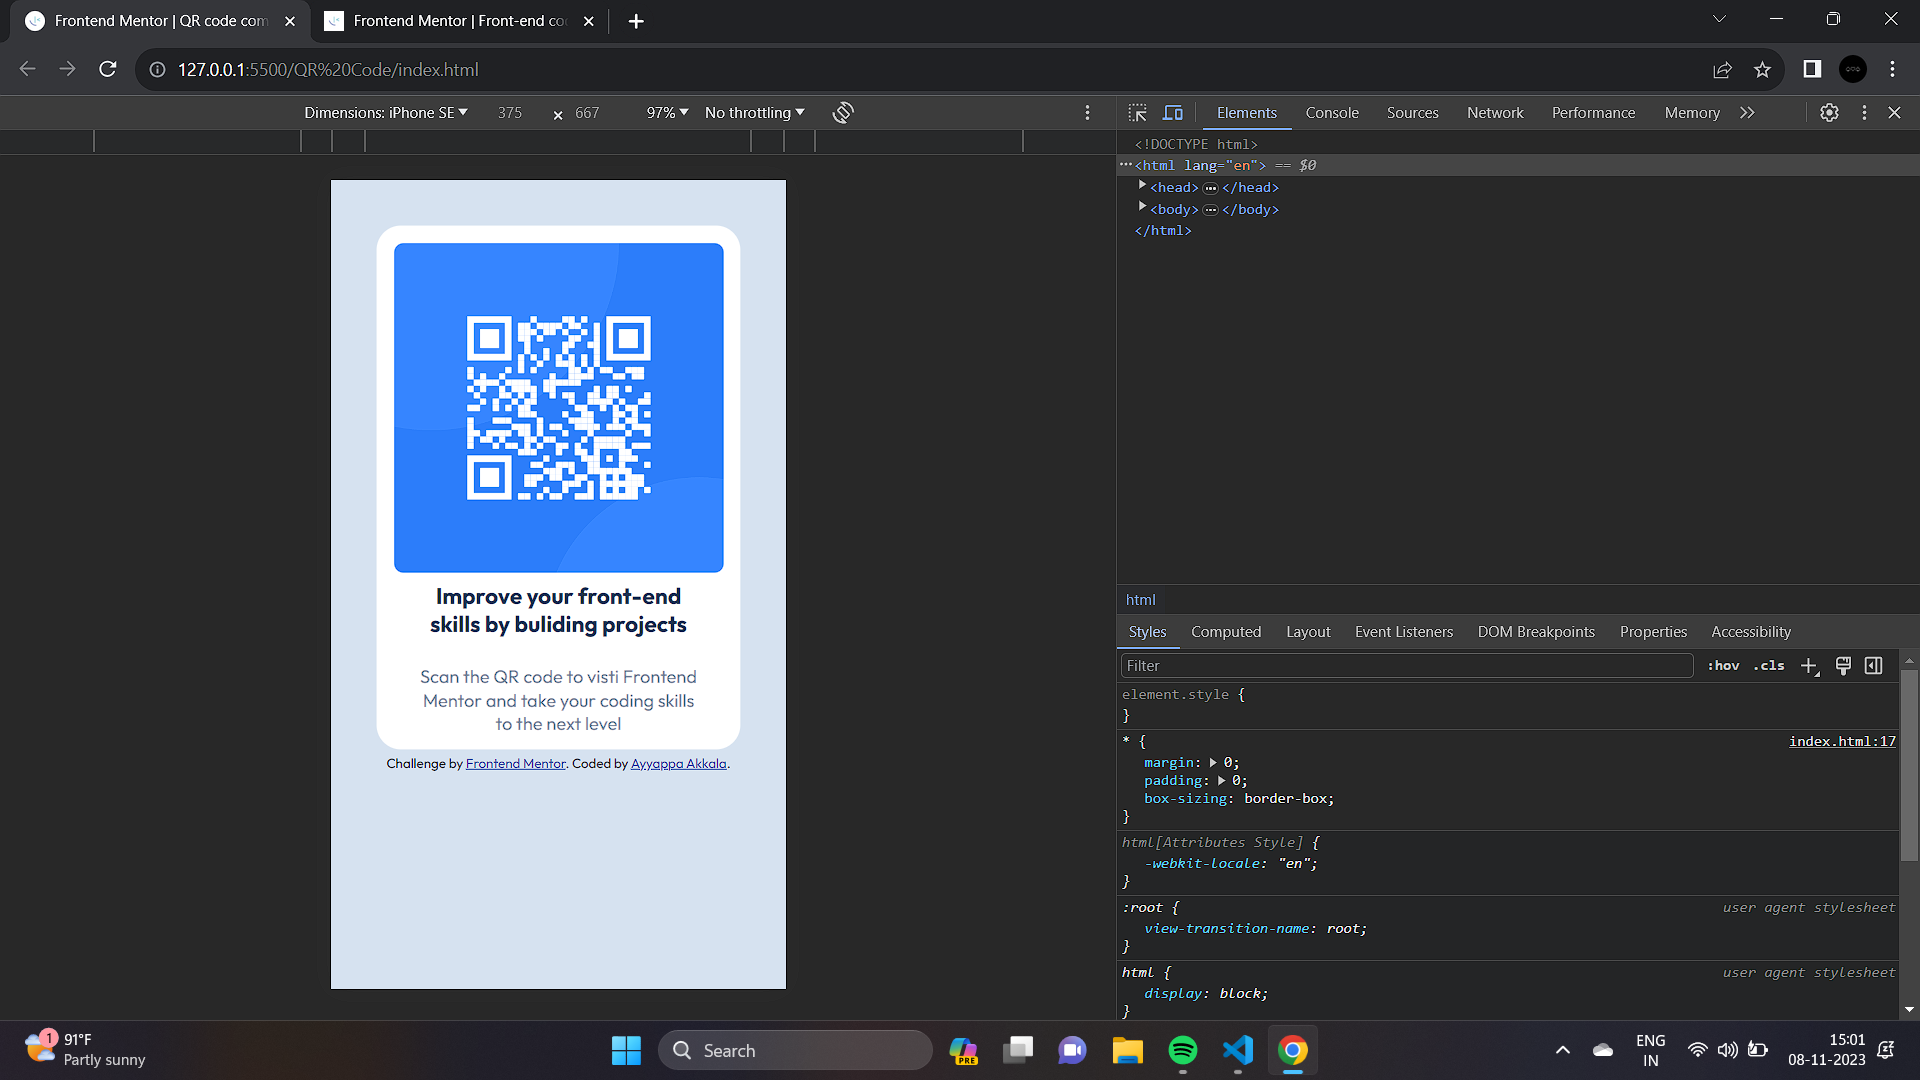 Frontend Mentor | QR code com
Frontend Mentor | Front-end co
127.0.0.1:5500/QR%20Code/index.html
Dimensions: iPhone SE 375 × 667 97% No throttling
Elements Console Sources Network Performance Memory
<!DOCTYPE html>
<html lang="en"> == $0
<head> </head>
<body> </body>
</html>
Improve your front-end
skills by buliding projects
Scan the QR code to visti Frontend
Mentor and take your coding skills
to the next level
Challenge by Frontend Mentor. Coded by Ayyappa Akkala.
html
Styles Computed Layout Event Listeners DOM Breakpoints Properties Accessibility
Filter :hov .cls
element.style {
}
* { index.html:17
margin: 0;
padding: 0;
box-sizing: border-box;
}
html[Attributes Style] {
-webkit-locale: "en";
}
:root { user agent stylesheet
view-transition-name: root;
}
html { user agent stylesheet
display: block;
}
1
91°F
Partly sunny
Search
PRE
ENG
IN
15:01
08-11-2023